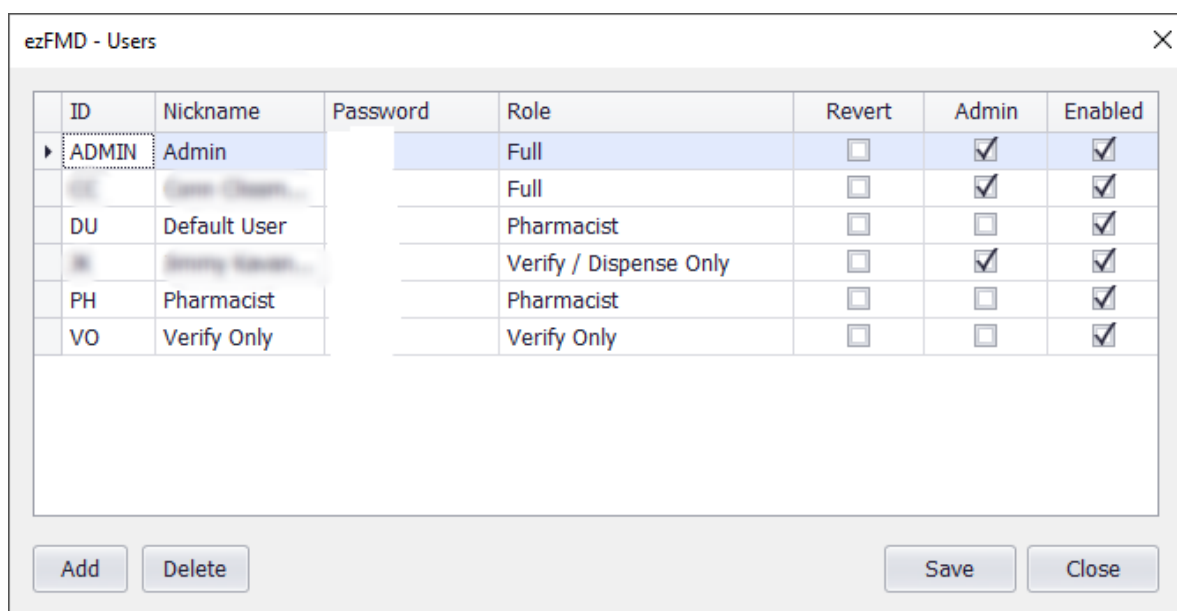 ezFMD - Users
ID Nickname Password Role Revert Admin Enabled
ADMIN Admin Full
Full
DU Default User Pharmacist
Verify / Dispense Only
PH Pharmacist Pharmacist
VO Verify Only Verify Only
Add Delete Save Close